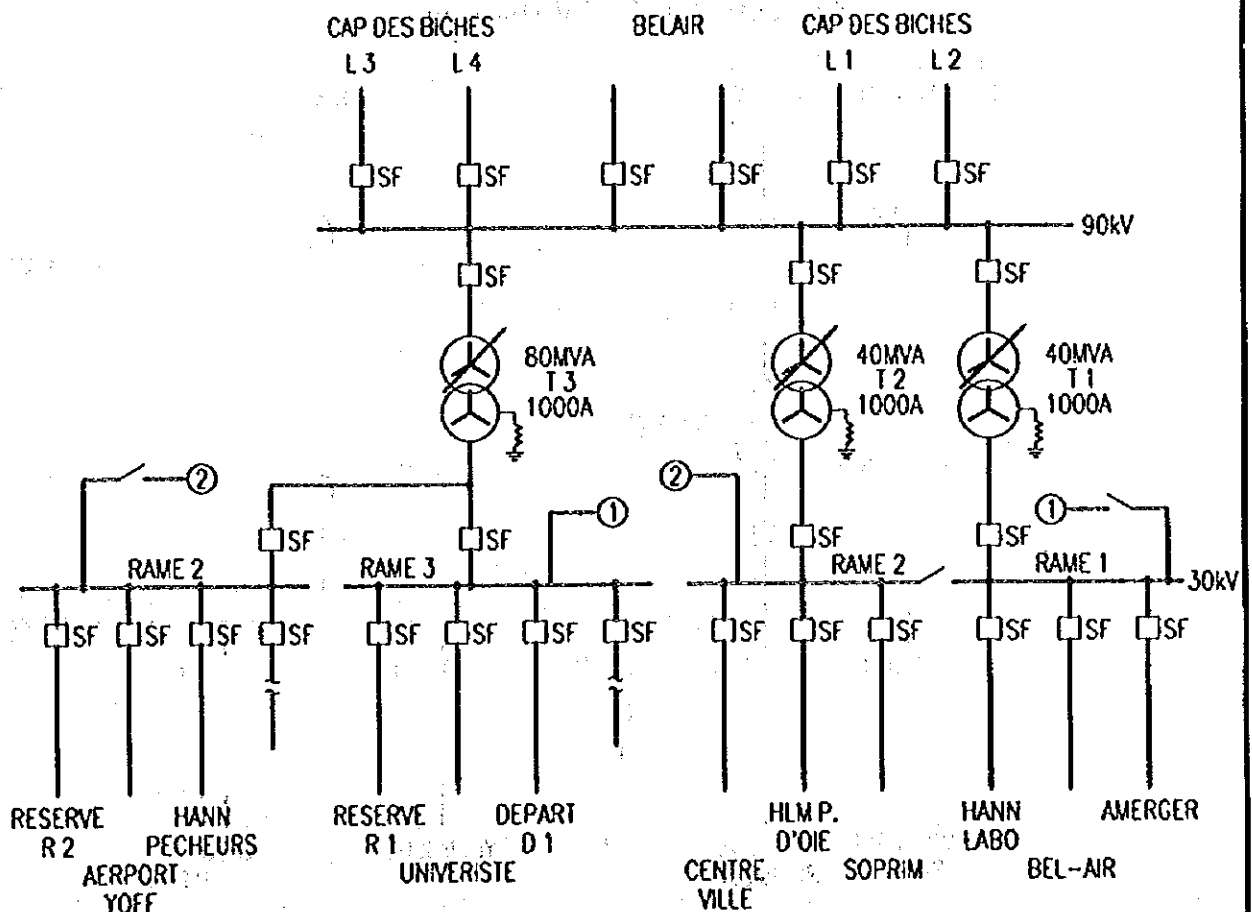 CAP DES BICHES BELAIR CAP DES BICHES
L 3 L 4 L 1 L 2
SF SF SF SF SF SF
90kV
SF SF SF
80MVA 40MVA 40MVA
T 3 T 2 T 1
1000A 1000A 1000A
2 2
1 1
SF SF SF SF
RAME 2 RAME 3 RAME 2 RAME 1
30kV
SF SF SF SF SF SF SF SF SF SF SF SF SF SF
RESERVE HANN RESERVE DEPART HLM P. HANN AMERGER
R 2 PECHEURS R 1 D 1 D'OIE LABO
AERPORT UNIVERISTE CENTRE SOPRIM BEL-AIR
YOFF VILLE